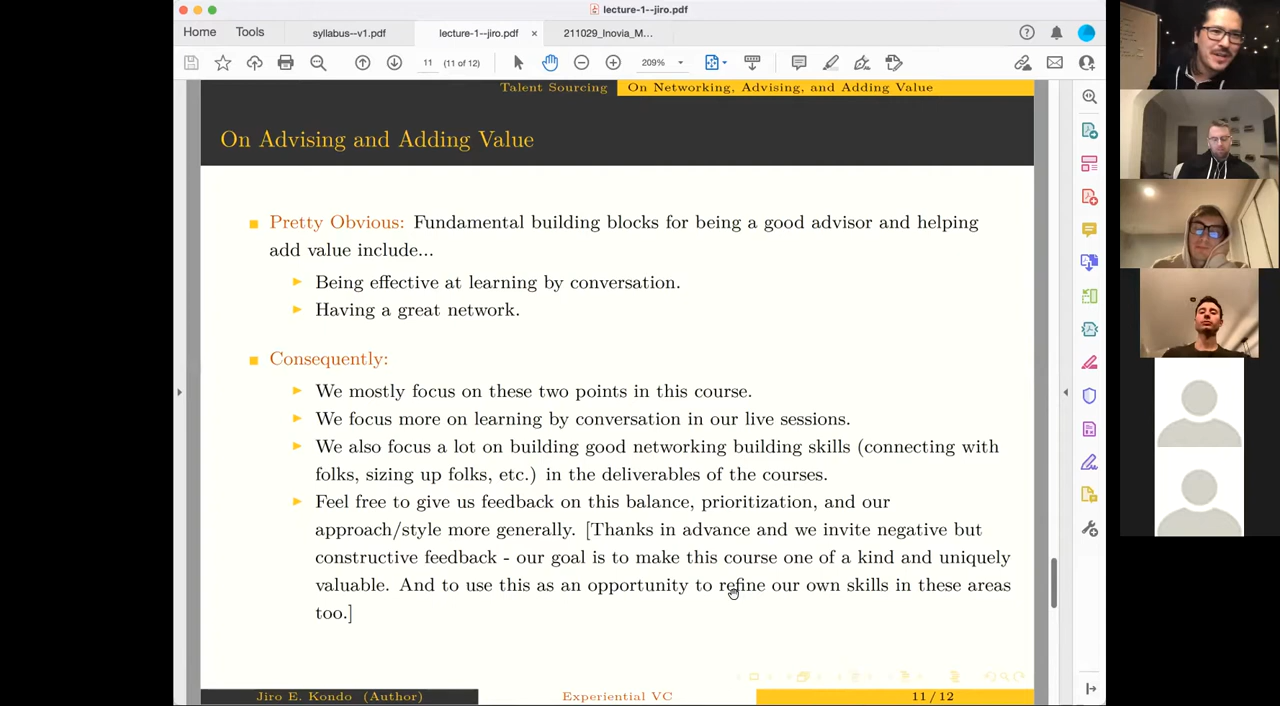 lecture-1--jiro.pdf
Home Tools syllabus--v1.pdf lecture-1--jiro.pdf × 211029_Inovia_M...
11 (11 of 12) 209%
Talent Sourcing On Networking, Advising, and Adding Value
On Advising and Adding Value
Pretty Obvious: Fundamental building blocks for being a good advisor and helping
add value include...
Being effective at learning by conversation.
Having a great network.
Consequently:
We mostly focus on these two points in this course.
We focus more on learning by conversation in our live sessions.
We also focus a lot on building good networking building skills (connecting with
folks, sizing up folks, etc.) in the deliverables of the courses.
Feel free to give us feedback on this balance, prioritization, and our
approach/style more generally. [Thanks in advance and we invite negative but
constructive feedback - our goal is to make this course one of a kind and uniquely
valuable. And to use this as an opportunity to refine our own skills in these areas
too.]
Jiro E. Kondo (Author) Experiential VC 11 / 12